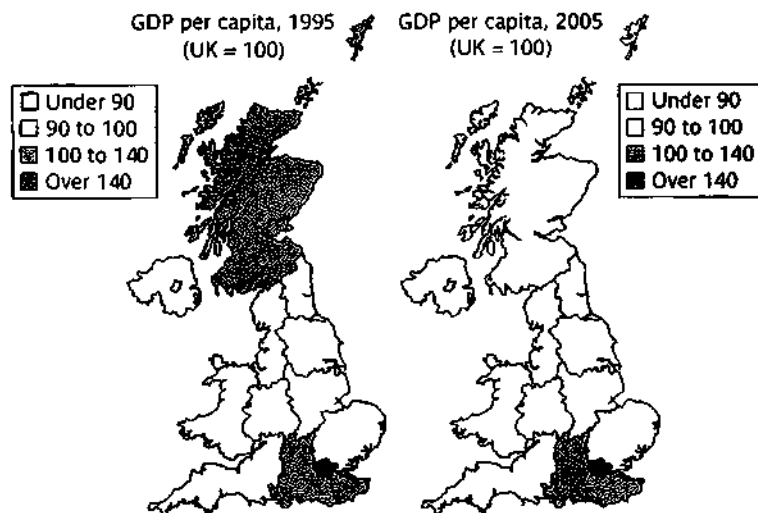 GDP per capita, 1995
(UK = 100)
Under 90
90 to 100
100 to 140
Over 140
GDP per capita, 2005
(UK = 100)
Under 90
90 to 100
100 to 140
Over 140